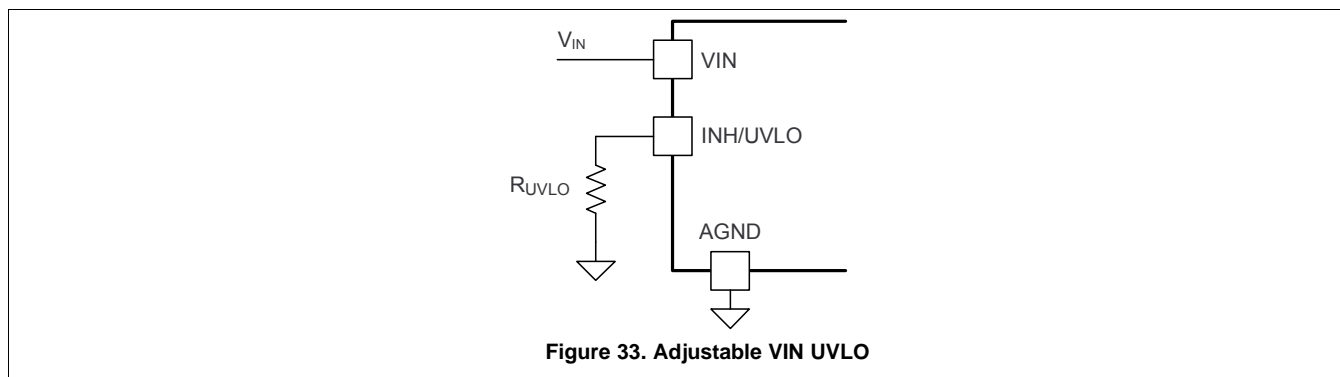 VIN
VIN
INH/UVLO
RUVLO
AGND
Figure 33. Adjustable VIN UVLO